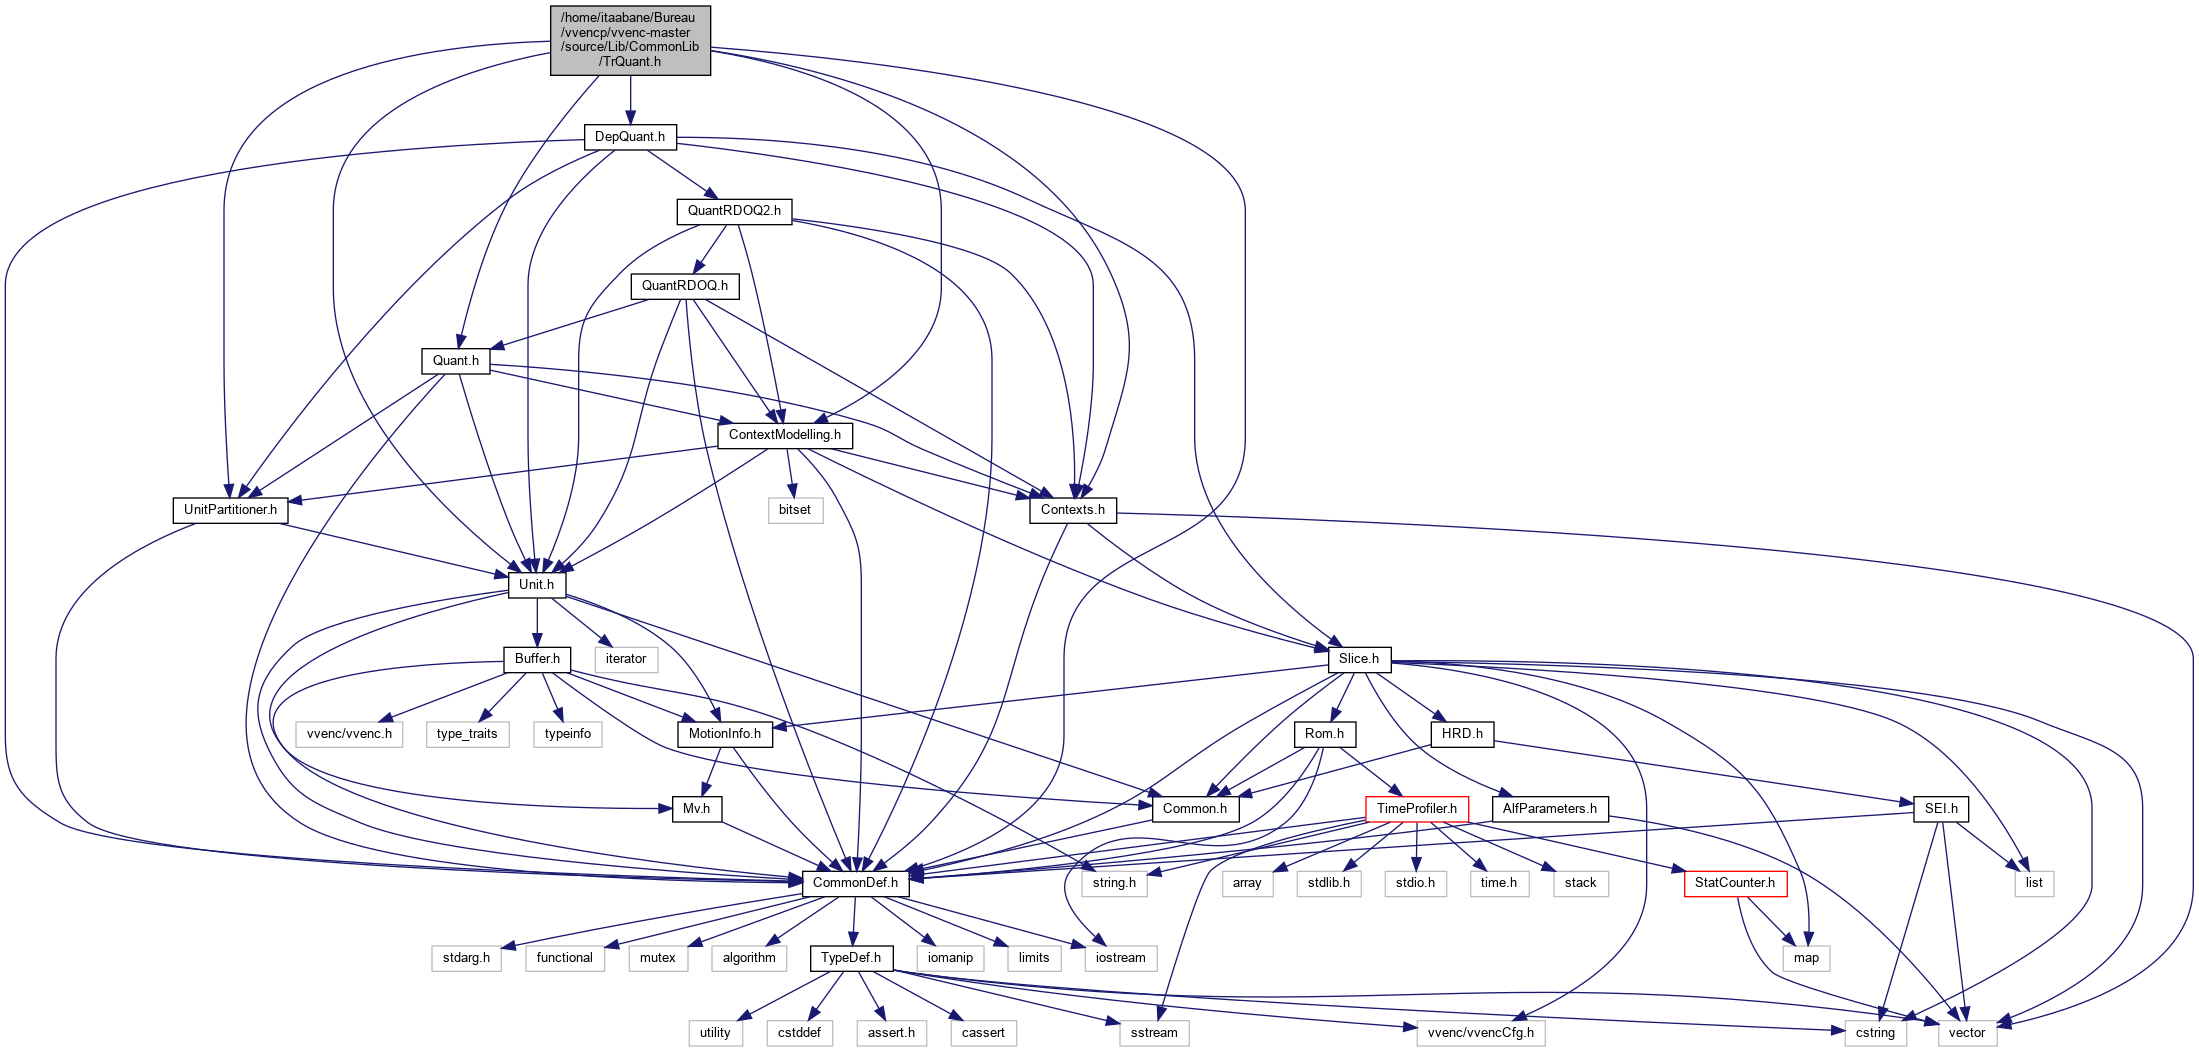 /home/itaabane/Bureau
/vvencp/vvenc-master
/source/Lib/CommonLib
/TrQuant.h
DepQuant.h
QuantRDOQ2.h
QuantRDOQ.h
Quant.h
ContextModelling.h
UnitPartitioner.h
bitset
Contexts.h
Unit.h
Buffer.h
iterator
Slice.h
vvenc/vvenc.h
type_traits
typeinfo
MotionInfo.h
Rom.h
HRD.h
Mv.h
Common.h
TimeProfiler.h
AlfParameters.h
SEI.h
CommonDef.h
string.h
array
stdlib.h
stdio.h
time.h
stack
StatCounter.h
list
stdarg.h
functional
mutex
algorithm
TypeDef.h
iomanip
limits
iostream
map
utility
cstddef
assert.h
cassert
sstream
vvenc/vvencCfg.h
cstring
vector